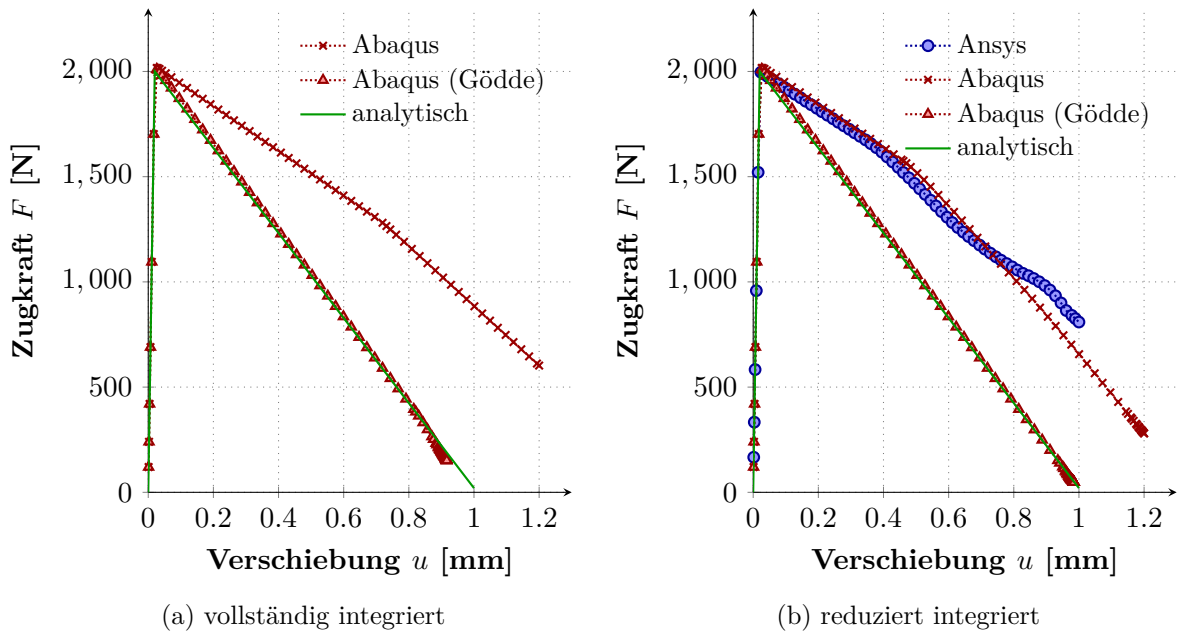 Abaqus
Abaqus (Gödde)
analytisch
2,000
1,500
1,000
500
0
0 0.2 0.4 0.6 0.8 1 1.2
Zugkraft F [N]
Verschiebung u [mm]
(a) vollständig integriert
Ansys
Abaqus
Abaqus (Gödde)
analytisch
2,000
1,500
1,000
500
0
0 0.2 0.4 0.6 0.8 1 1.2
Zugkraft F [N]
Verschiebung u [mm]
(b) reduziert integriert